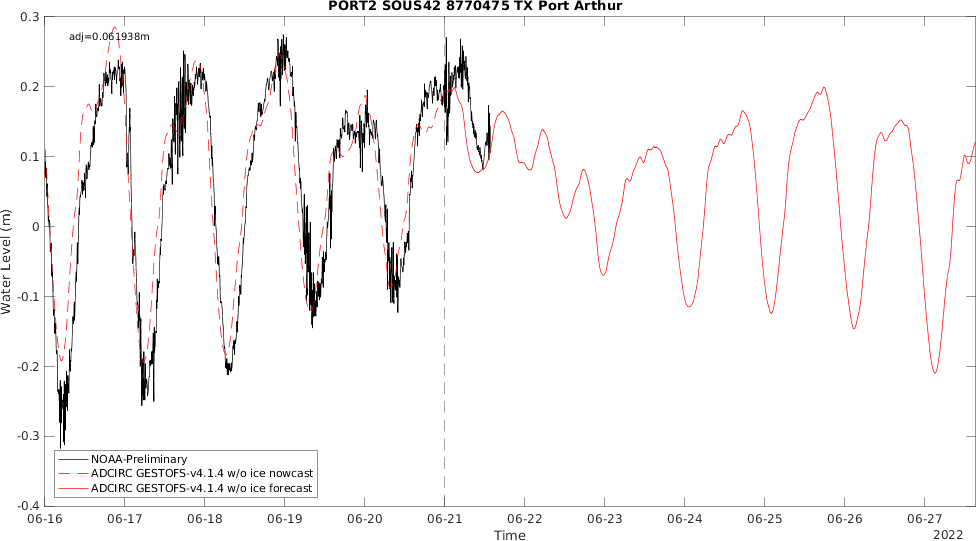 PORT2 SOUS42 8770475 TX Port Arthur
adj=0.061938m
Water Level (m)
0.3
0.2
0.1
0
-0.1
-0.2
-0.3
-0.4
NOAA-Preliminary
ADCIRC GESTOFS-v4.1.4 w/o ice nowcast
ADCIRC GESTOFS-v4.1.4 w/o ice forecast
06-16 06-17 06-18 06-19 06-20 06-21 06-22 06-23 06-24 06-25 06-26 06-27
Time
2022